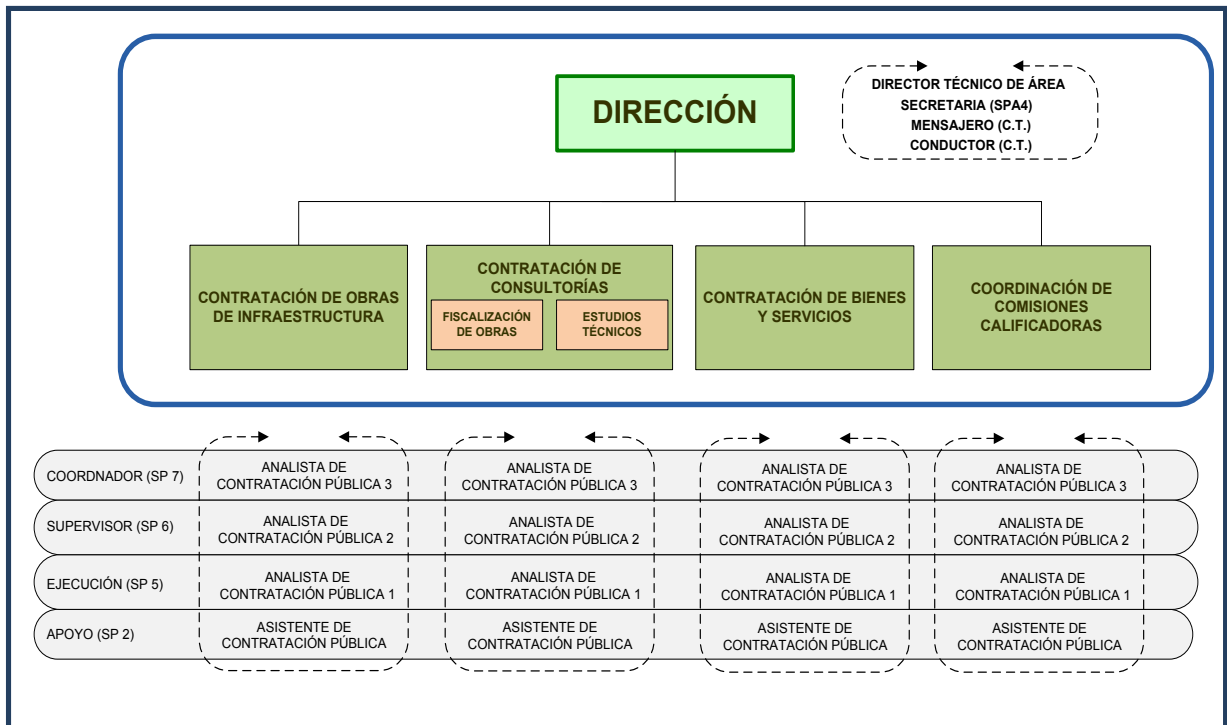 DIRECCIÓN
DIRECTOR TÉCNICO DE ÁREA
SECRETARIA (SPA4)
MENSAJERO (C.T.)
CONDUCTOR (C.T.)
CONTRATACIÓN DE OBRAS
DE INFRAESTRUCTURA
CONTRATACIÓN DE
CONSULTORÍAS
FISCALIZACIÓN
DE OBRAS
ESTUDIOS
TÉCNICOS
CONTRATACIÓN DE BIENES
Y SERVICIOS
COORDINACIÓN DE
COMISIONES
CALIFICADORAS
COORDNADOR (SP 7)
ANALISTA DE
CONTRATACIÓN PÚBLICA 3
ANALISTA DE
CONTRATACIÓN PÚBLICA 3
ANALISTA DE
CONTRATACIÓN PÚBLICA 3
ANALISTA DE
CONTRATACIÓN PÚBLICA 3
SUPERVISOR (SP 6)
ANALISTA DE
CONTRATACIÓN PÚBLICA 2
ANALISTA DE
CONTRATACIÓN PÚBLICA 2
ANALISTA DE
CONTRATACIÓN PÚBLICA 2
ANALISTA DE
CONTRATACIÓN PÚBLICA 2
EJECUCIÓN (SP 5)
ANALISTA DE
CONTRATACIÓN PÚBLICA 1
ANALISTA DE
CONTRATACIÓN PÚBLICA 1
ANALISTA DE
CONTRATACIÓN PÚBLICA 1
ANALISTA DE
CONTRATACIÓN PÚBLICA 1
APOYO (SP 2)
ASISTENTE DE
CONTRATACIÓN PÚBLICA
ASISTENTE DE
CONTRATACIÓN PÚBLICA
ASISTENTE DE
CONTRATACIÓN PÚBLICA
ASISTENTE DE
CONTRATACIÓN PÚBLICA